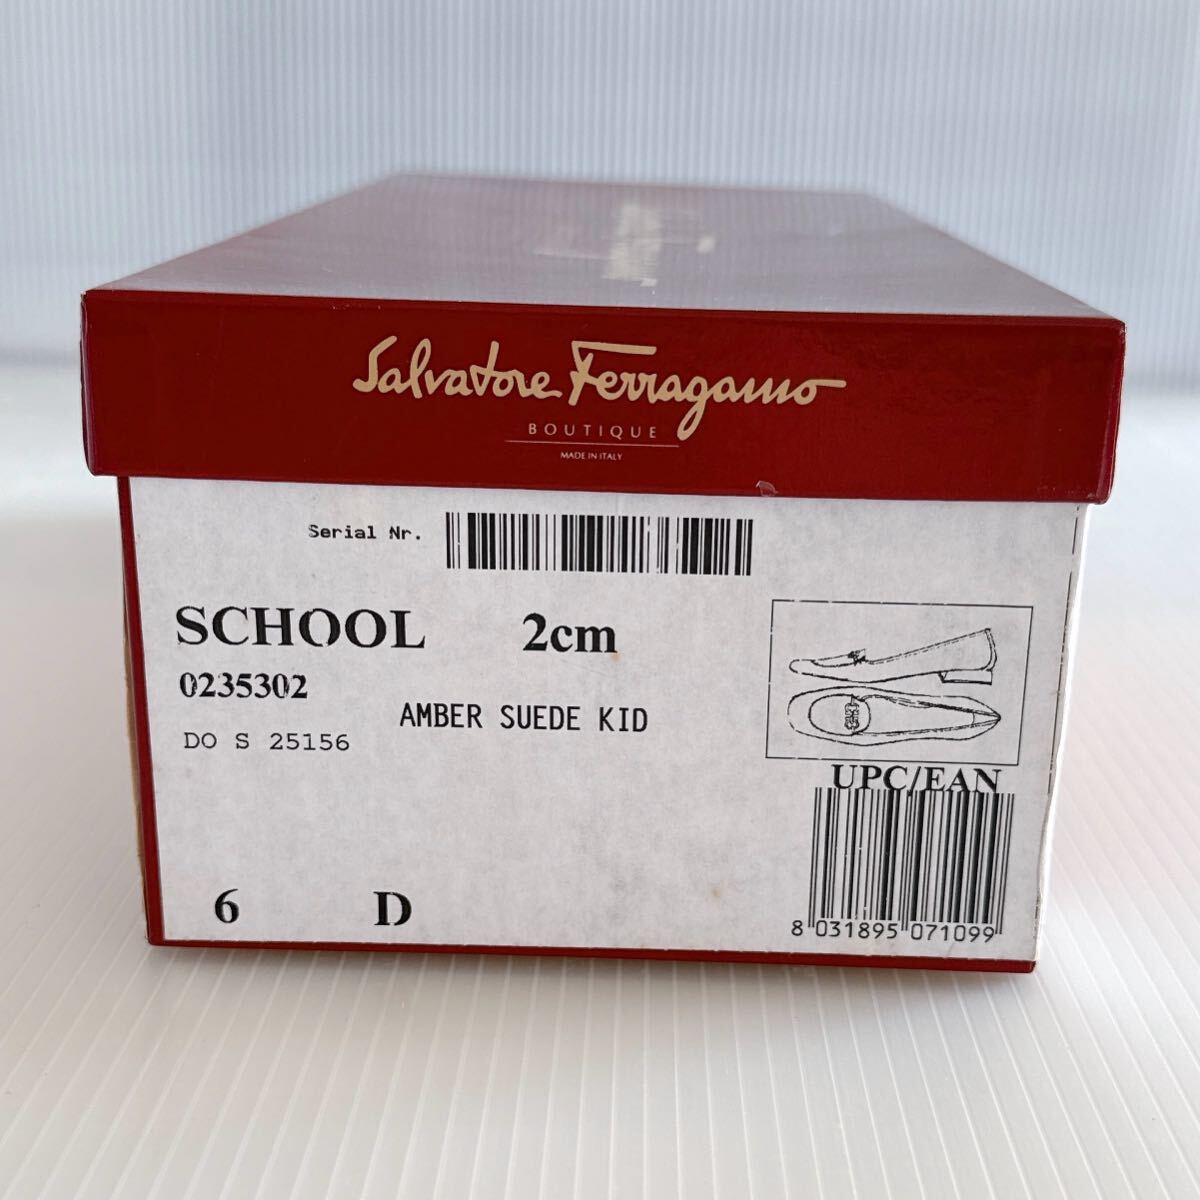 Salvatore Ferragamo
BOUTIQUE
MADE IN ITALY
Serial Nr.
SCHOOL 2cm
0235302
AMBER SUEDE KID
DO S 25156
UPC/EAN
6 D
8 031895 071099